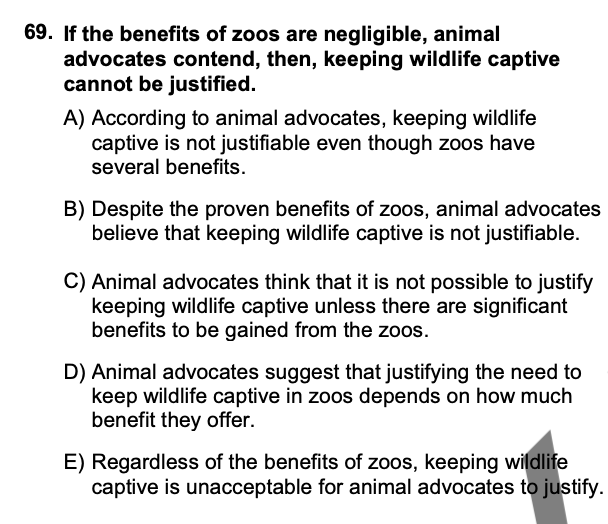 69. If the benefits of zoos are negligible, animal
advocates contend, then, keeping wildlife captive
cannot be justified.
A) According to animal advocates, keeping wildlife
captive is not justifiable even though zoos have
several benefits.
B) Despite the proven benefits of zoos, animal advocates
believe that keeping wildlife captive is not justifiable.
C) Animal advocates think that it is not possible to justify
keeping wildlife captive unless there are significant
benefits to be gained from the zoos.
D) Animal advocates suggest that justifying the need to
keep wildlife captive in zoos depends on how much
benefit they offer.
E) Regardless of the benefits of zoos, keeping wildlife
captive is unacceptable for animal advocates to justify.